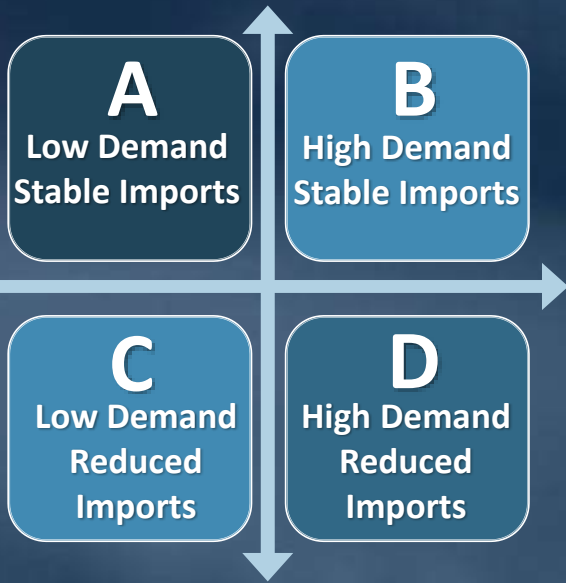 A
Low Demand
Stable Imports
B
High Demand
Stable Imports
C
Low Demand
Reduced
Imports
D
High Demand
Reduced
Imports